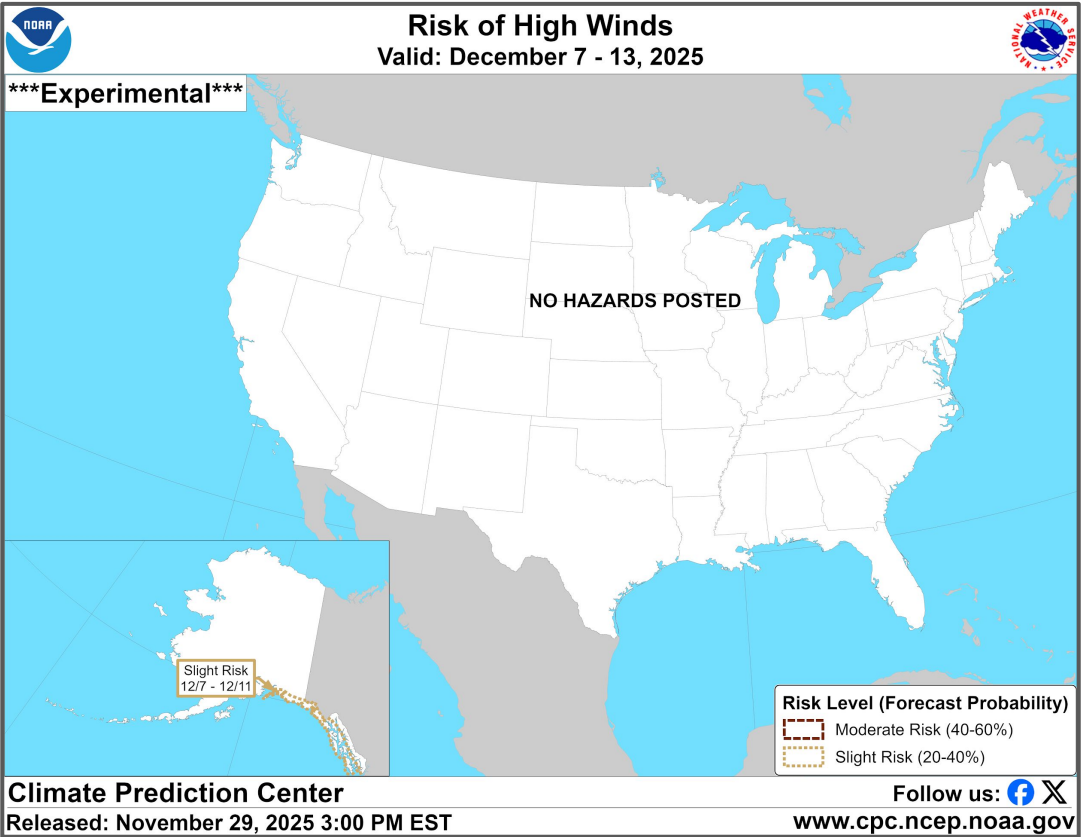 NOAA
Risk of High Winds
Valid: December 7 - 13, 2025
NATIONAL WEATHER SERVICE
***Experimental***
NO HAZARDS POSTED
Slight Risk
12/7 - 12/11
Risk Level (Forecast Probability)
Moderate Risk (40-60%)
Slight Risk (20-40%)
Climate Prediction Center
Follow us:
Released: November 29, 2025 3:00 PM EST
www.cpc.ncep.noaa.gov